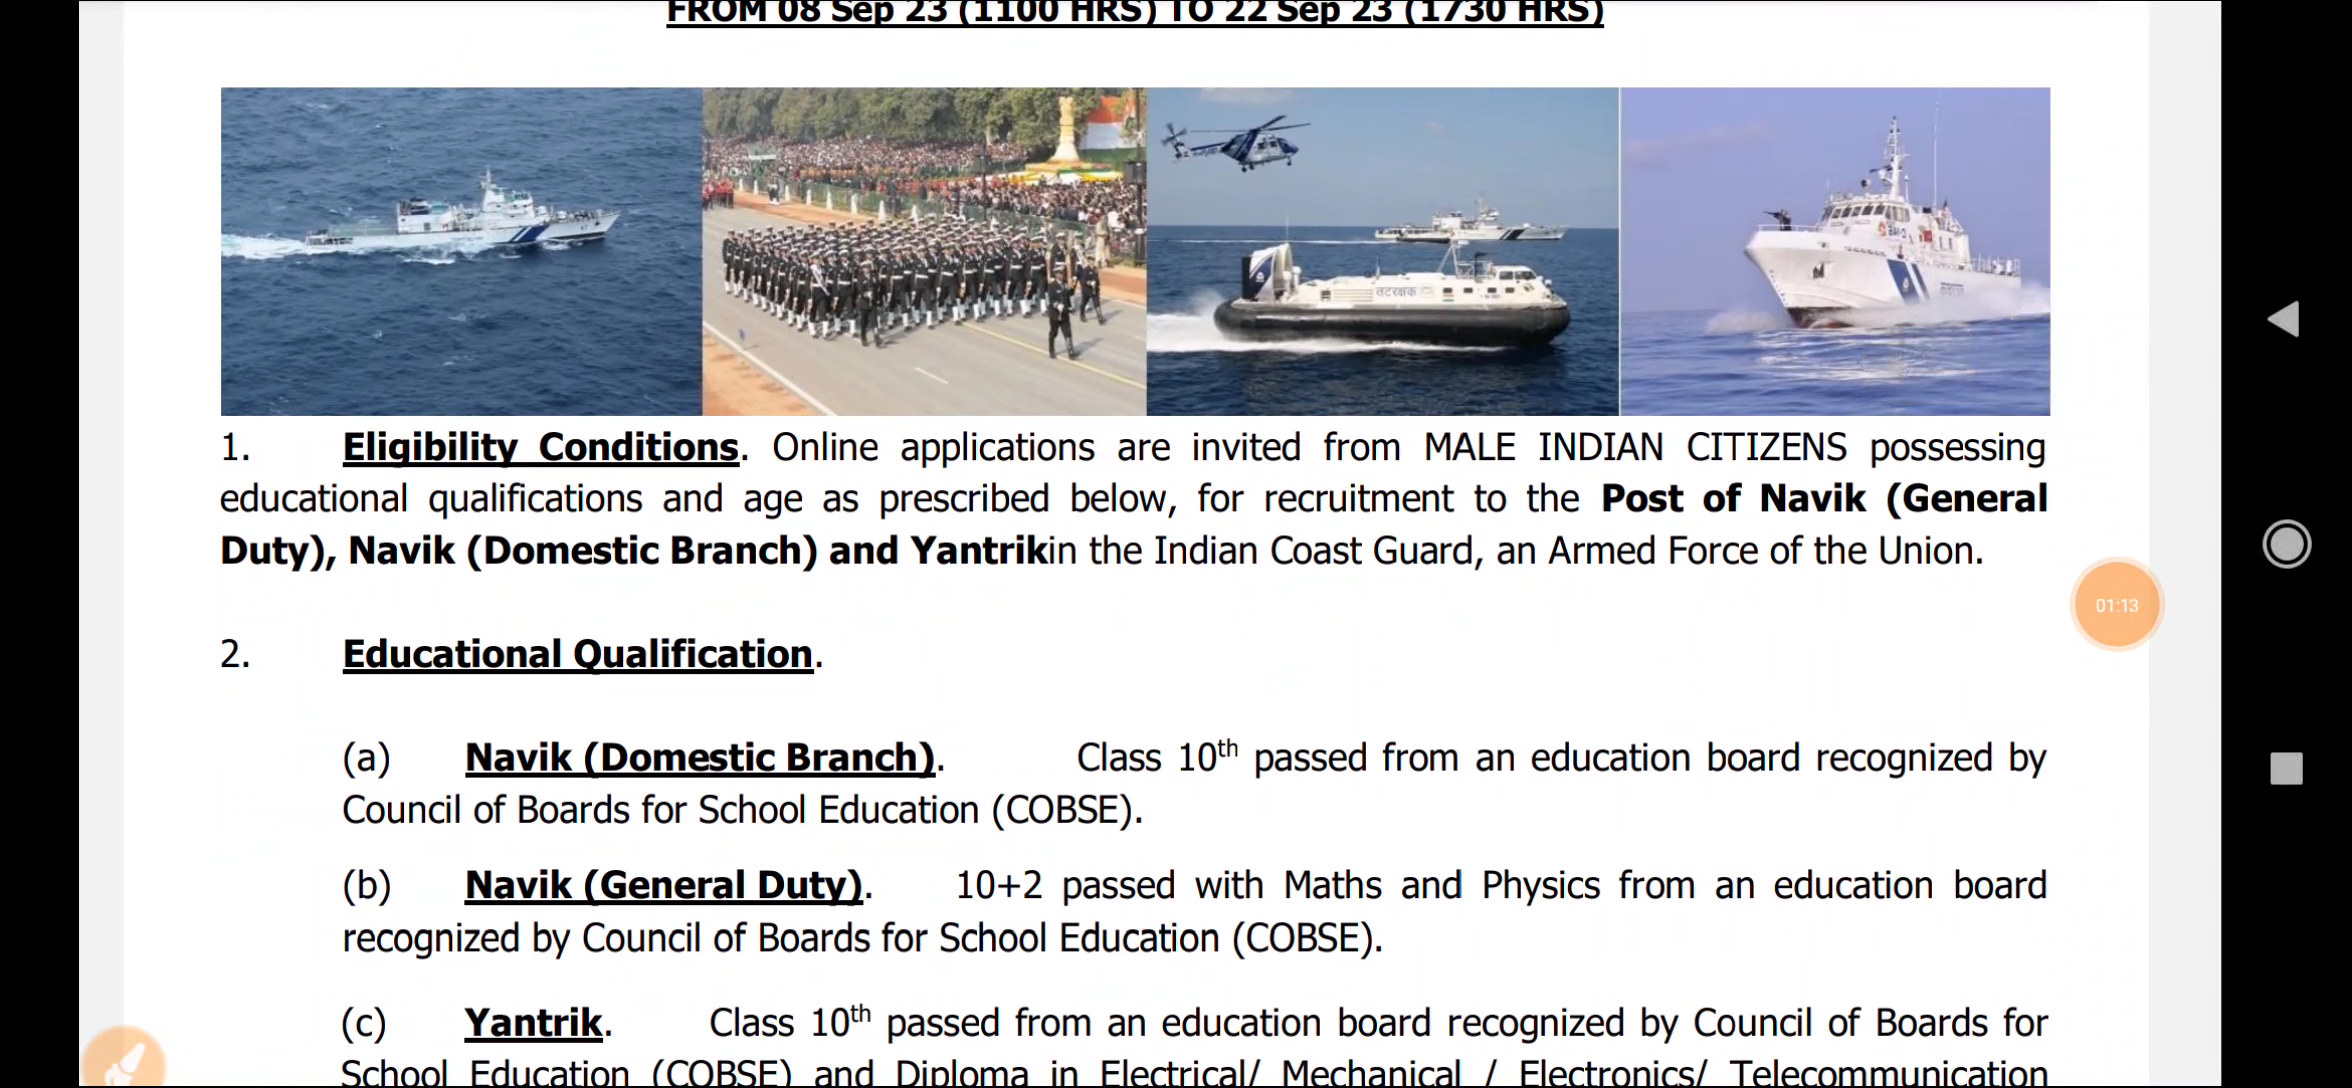 FROM 08 Sep 23 (1100 HRS) TO 22 Sep 23 (1730 HRS)
तटरक्षक
1. Eligibility Conditions. Online applications are invited from MALE INDIAN CITIZENS possessing
educational qualifications and age as prescribed below, for recruitment to the Post of Navik (General
Duty), Navik (Domestic Branch) and Yantrikin the Indian Coast Guard, an Armed Force of the Union.
01:13
2. Educational Qualification.
(a) Navik (Domestic Branch). Class 10th passed from an education board recognized by
Council of Boards for School Education (COBSE).
(b) Navik (General Duty). 10+2 passed with Maths and Physics from an education board
recognized by Council of Boards for School Education (COBSE).
(c) Yantrik. Class 10th passed from an education board recognized by Council of Boards for
School Education (COBSE) and Diploma in Electrical/ Mechanical / Electronics/ Telecommunication